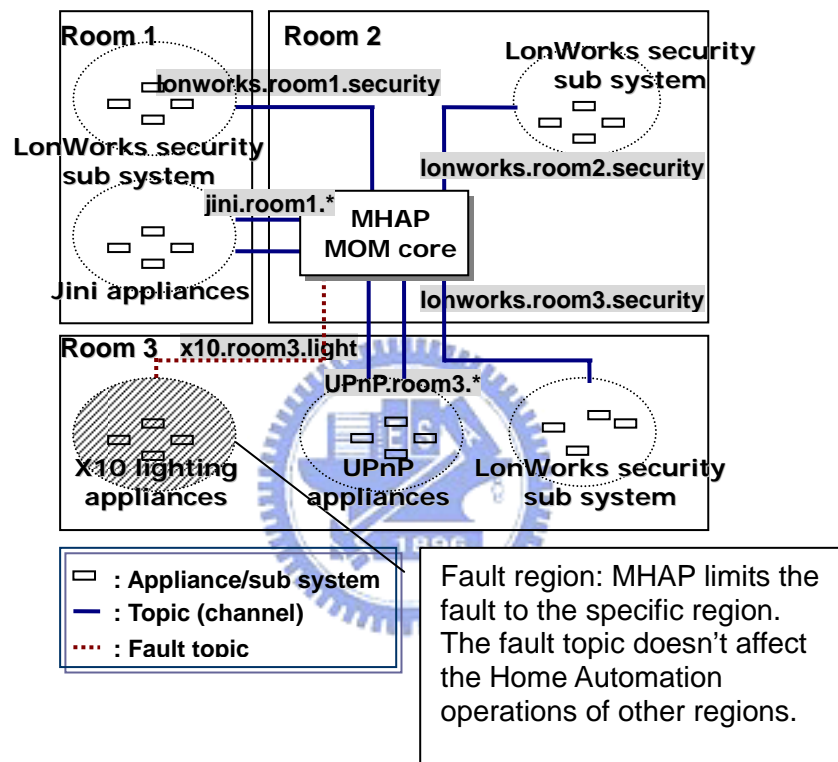 Room 1
Room 2
LonWorks security
sub system
lonworks.room1.security
LonWorks security
sub system
lonworks.room2.security
jini.room1.*
MHAP
MOM core
Jini appliances
lonworks.room3.security
Room 3
x10.room3.light
UPnP.room3.*
X10 lighting
appliances
UPnP
appliances
LonWorks security
sub system
1896
: Appliance/sub system
: Topic (channel)
: Fault topic
Fault region: MHAP limits the
fault to the specific region.
The fault topic doesn't affect
the Home Automation
operations of other regions.